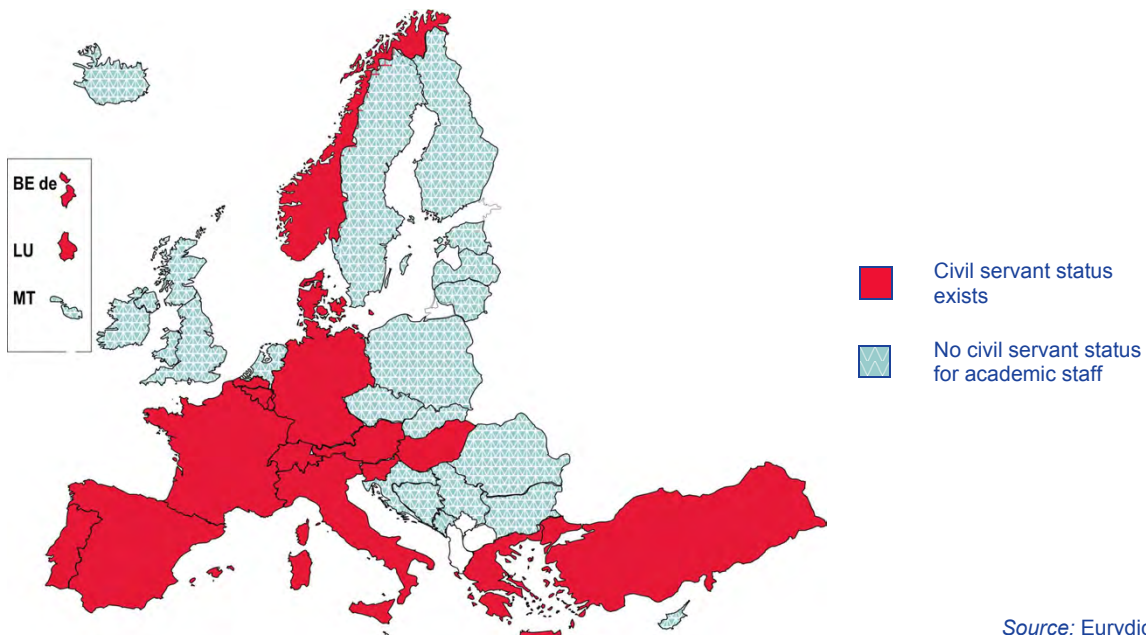 BE de
LU
MT
Civil servant status
exists
No civil servant status
for academic staff
Source: